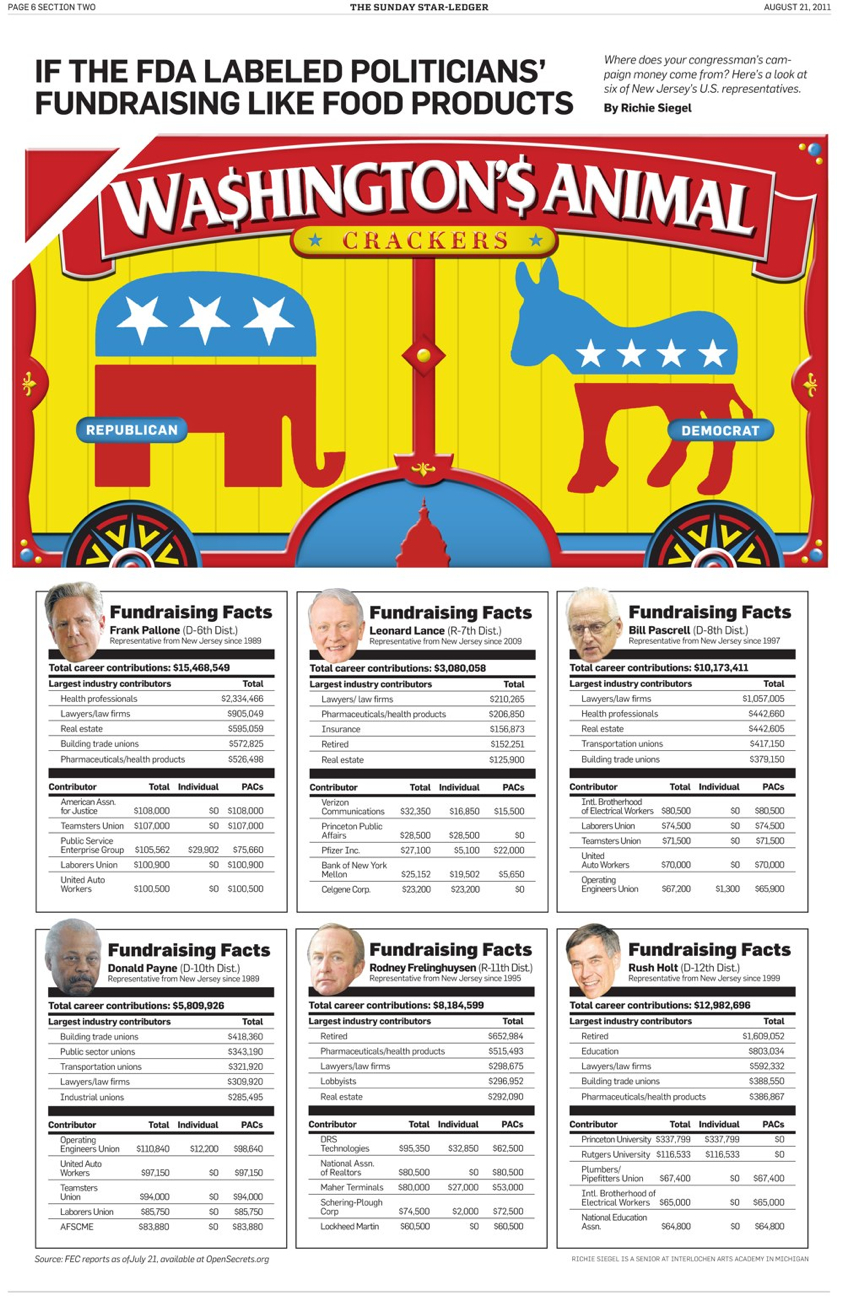 PAGE 6 SECTION TWO
THE SUNDAY STAR-LEDGER
AUGUST 21, 2011
IF THE FDA LABELED POLITICIANS'
FUNDRAISING LIKE FOOD PRODUCTS
Where does your congressman's cam-
paign money come from? Here's a look at
six of New Jersey's U.S. representatives.
By Richie Siegel
WA$HINGTON'$ ANIMAL
CRACKERS
REPUBLICAN
DEMOCRAT
Fundraising Facts
Frank Pallone (D-6th Dist.)
Representative from New Jersey since 1989
Total career contributions: $15,468,549
Largest industry contributors Total
Health professionals $2,334,466
Lawyers/law firms $905,049
Real estate $595,059
Building trade unions $572,825
Pharmaceuticals/health products $526,498
Contributor Total Individual PACs
American Assn.
for Justice $108,000 $0 $108,000
Teamsters Union $107,000 $0 $107,000
Public Service
Enterprise Group $105,562 $29,902 $75,660
Laborers Union $100,900 $0 $100,900
United Auto
Workers $100,500 $0 $100,500
Fundraising Facts
Leonard Lance (R-7th Dist.)
Representative from New Jersey since 2009
Total career contributions: $3,080,058
Largest industry contributors Total
Lawyers/ law firms $210,265
Pharmaceuticals/health products $206,850
Insurance $156,873
Retired $152,251
Real estate $125,900
Contributor Total Individual PACs
Verizon
Communications $32,350 $16,850 $15,500
Princeton Public
Affairs $28,500 $28,500 $0
Pfizer Inc. $27,100 $5,100 $22,000
Bank of New York
Mellon $25,152 $19,502 $5,650
Celgene Corp. $23,200 $23,200 $0
Fundraising Facts
Bill Pascrell (D-8th Dist.)
Representative from New Jersey since 1997
Total career contributions: $10,173,411
Largest industry contributors Total
Lawyers/law firms $1,057,005
Health professionals $442,660
Real estate $442,605
Transportation unions $417,150
Building trade unions $379,150
Contributor Total Individual PACs
Intl. Brotherhood
of Electrical Workers $80,500 $0 $80,500
Laborers Union $74,500 $0 $74,500
Teamsters Union $71,500 $0 $71,500
United
Auto Workers $70,000 $0 $70,000
Operating
Engineers Union $67,200 $1,300 $65,900
Fundraising Facts
Donald Payne (D-10th Dist.)
Representative from New Jersey since 1989
Total career contributions: $5,809,926
Largest industry contributors Total
Building trade unions $418,360
Public sector unions $343,190
Transportation unions $321,920
Lawyers/law firms $309,920
Industrial unions $285,495
Contributor Total Individual PACs
Operating
Engineers Union $110,840 $12,200 $98,640
United Auto
Workers $97,150 $0 $97,150
Teamsters
Union $94,000 $0 $94,000
Laborers Union $85,750 $0 $85,750
AFSCME $83,880 $0 $83,880
Fundraising Facts
Rodney Frelinghuysen (R-11th Dist.)
Representative from New Jersey since 1995
Total career contributions: $8,184,599
Largest industry contributors Total
Retired $652,984
Pharmaceuticals/health products $515,493
Lawyers/law firms $298,675
Lobbyists $296,952
Real estate $292,090
Contributor Total Individual PACs
DRS
Technologies $95,350 $32,850 $62,500
National Assn.
of Realtors $80,500 $0 $80,500
Maher Terminals $80,000 $27,000 $53,000
Schering-Plough
Corp $74,500 $2,000 $72,500
Lockheed Martin $60,500 $0 $60,500
Fundraising Facts
Rush Holt (D-12th Dist.)
Representative from New Jersey since 1999
Total career contributions: $12,982,696
Largest industry contributors Total
Retired $1,609,052
Education $803,034
Lawyers/law firms $592,332
Building trade unions $388,550
Pharmaceuticals/health products $386,867
Contributor Total Individual PACs
Princeton University $337,799 $337,799 $0
Rutgers University $116,533 $116,533 $0
Plumbers/
Pipefitters Union $67,400 $0 $67,400
Intl. Brotherhood of
Electrical Workers $65,000 $0 $65,000
National Education
Assn. $64,800 $0 $64,800
Source: FEC reports as ofJuly 21, available at OpenSecrets.org
RICHIE SIEGEL IS A SENIOR AT INTERLOCHEN ARTS ACADEMY IN MICHIGAN